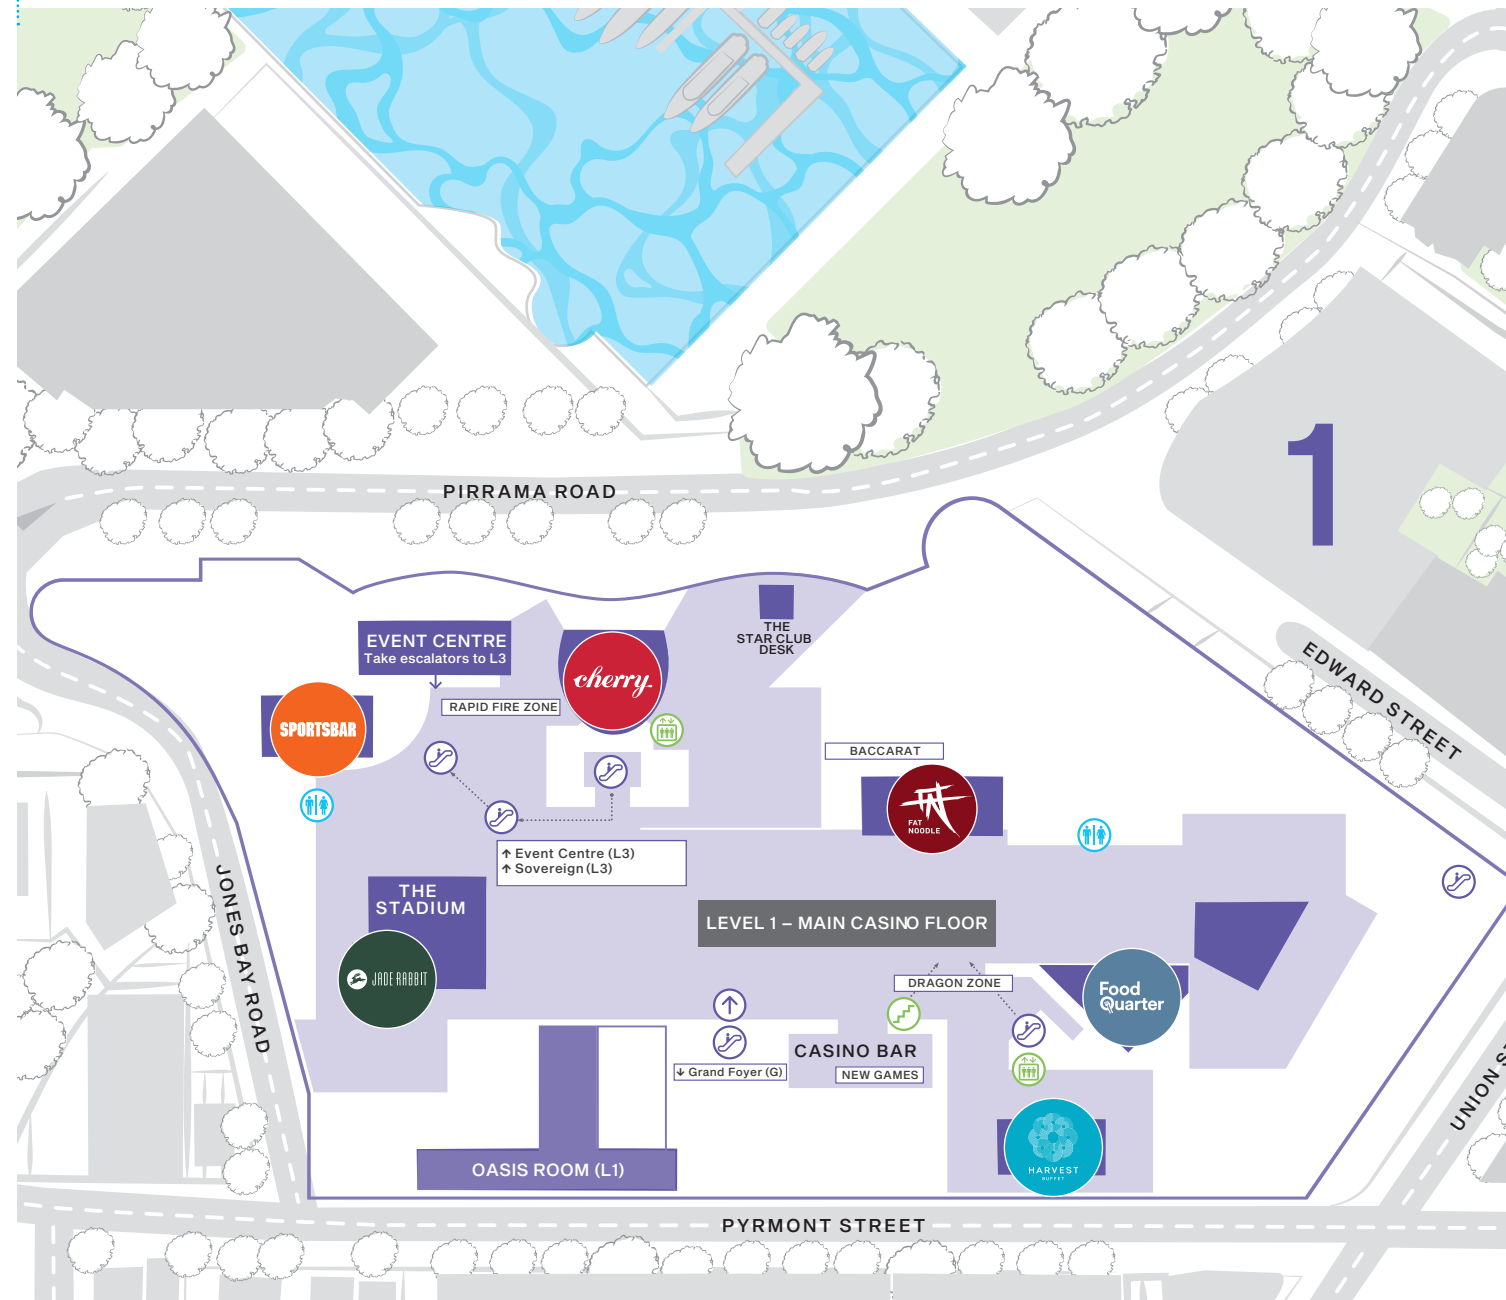 1
PIRRAMA ROAD
EDWARD STREET
THE
STAR CLUB
DESK
EVENT CENTRE
Take escalators to L3
cherry
RAPID FIRE ZONE
SPORTSBAR
BACCARAT
FAT
NOODLE
↑ Event Centre (L3)
↑ Sovereign (L3)
THE
STADIUM
JADE RABBIT
LEVEL 1 – MAIN CASINO FLOOR
DRAGON ZONE
Food
Quarter
JONES BAY ROAD
CASINO BAR
↓ Grand Foyer (G)
NEW GAMES
HARVEST
BUFFET
OASIS ROOM (L1)
UNION ST
PYRMONT STREET